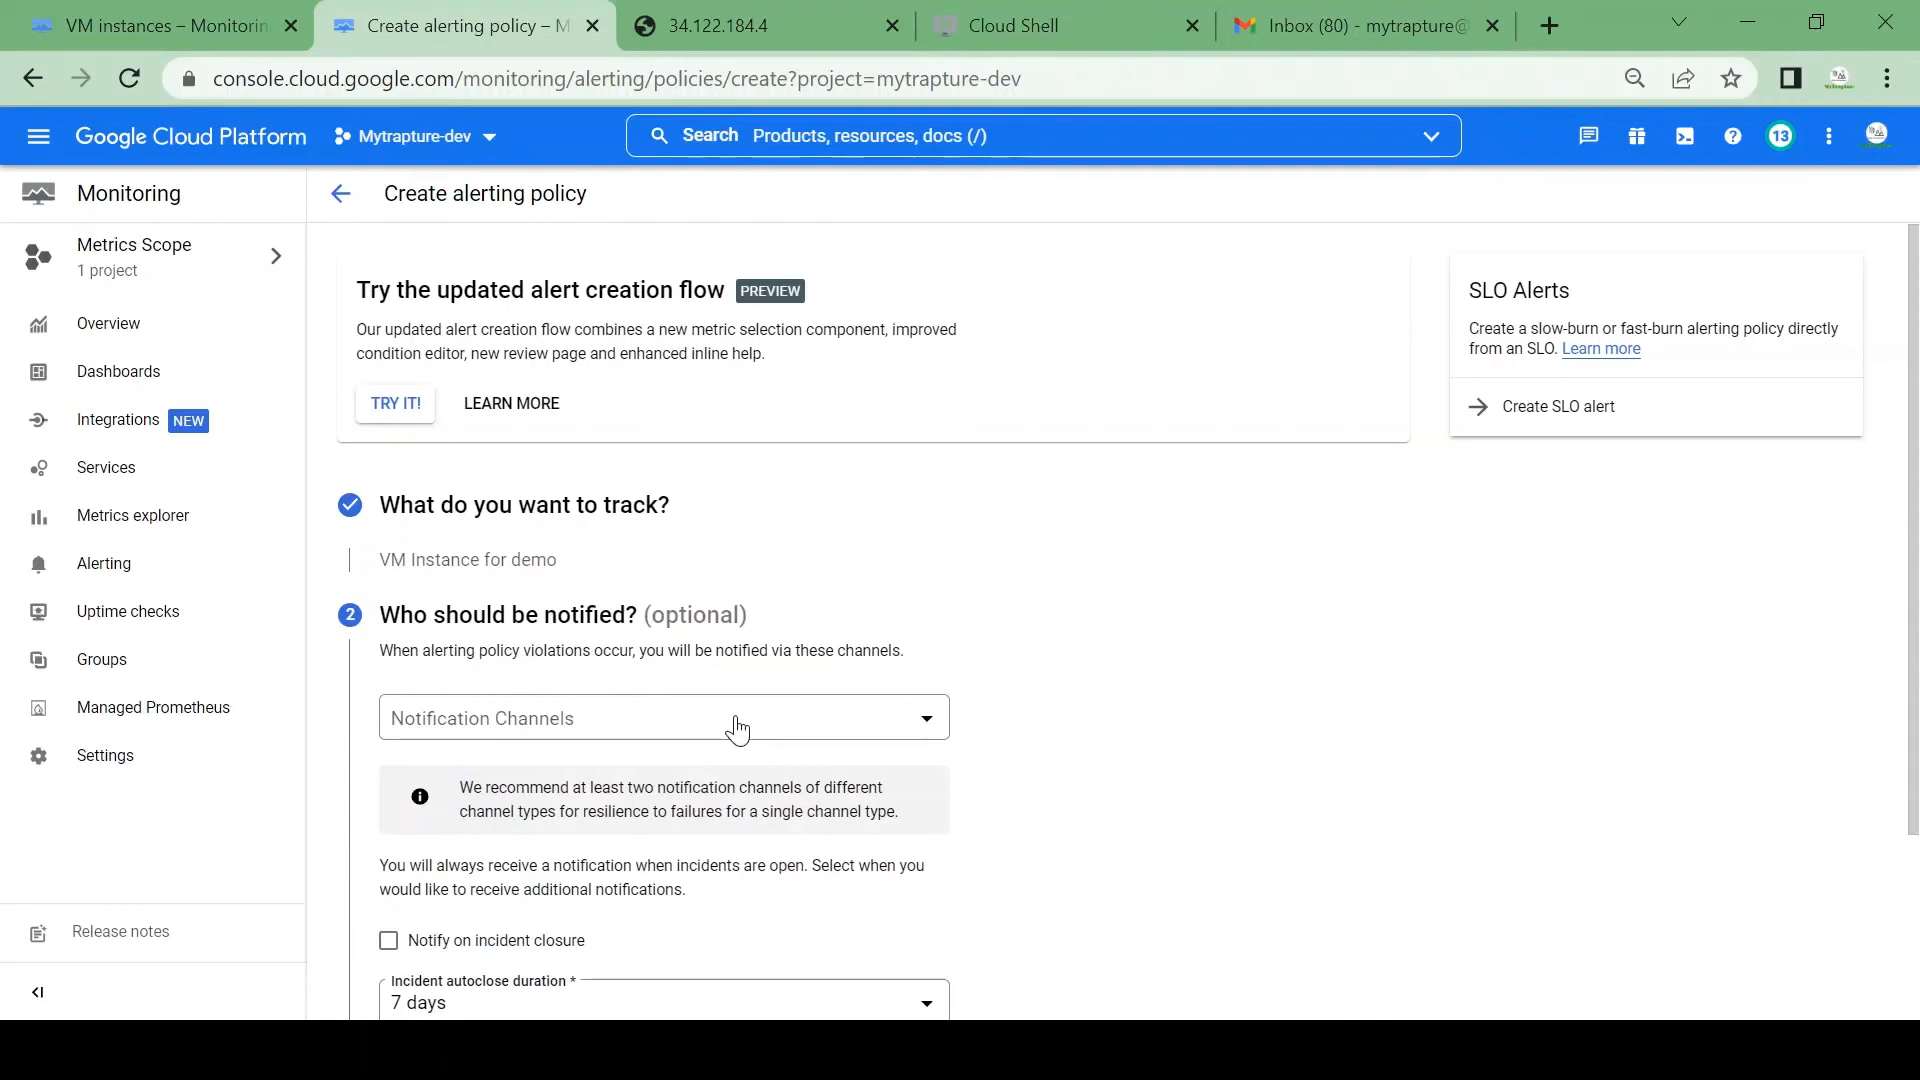 VM instances – Monitorin
Create alerting policy – M
34.122.184.4
Cloud Shell
Inbox (80) - mytrapture@
console.cloud.google.com/monitoring/alerting/policies/create?project=mytrapture-dev
Google Cloud Platform
Mytrapture-dev
Search Products, resources, docs (/)
13
Monitoring
Create alerting policy
Metrics Scope
1 project
Overview
Dashboards
Integrations NEW
Services
Metrics explorer
Alerting
Uptime checks
Groups
Managed Prometheus
Settings
Release notes
Try the updated alert creation flow PREVIEW
Our updated alert creation flow combines a new metric selection component, improved
condition editor, new review page and enhanced inline help.
TRY IT!
LEARN MORE
SLO Alerts
Create a slow-burn or fast-burn alerting policy directly
from an SLO. Learn more
Create SLO alert
What do you want to track?
VM Instance for demo
2 Who should be notified? (optional)
When alerting policy violations occur, you will be notified via these channels.
Notification Channels
We recommend at least two notification channels of different
channel types for resilience to failures for a single channel type.
You will always receive a notification when incidents are open. Select when you
would like to receive additional notifications.
Notify on incident closure
Incident autoclose duration *
7 days